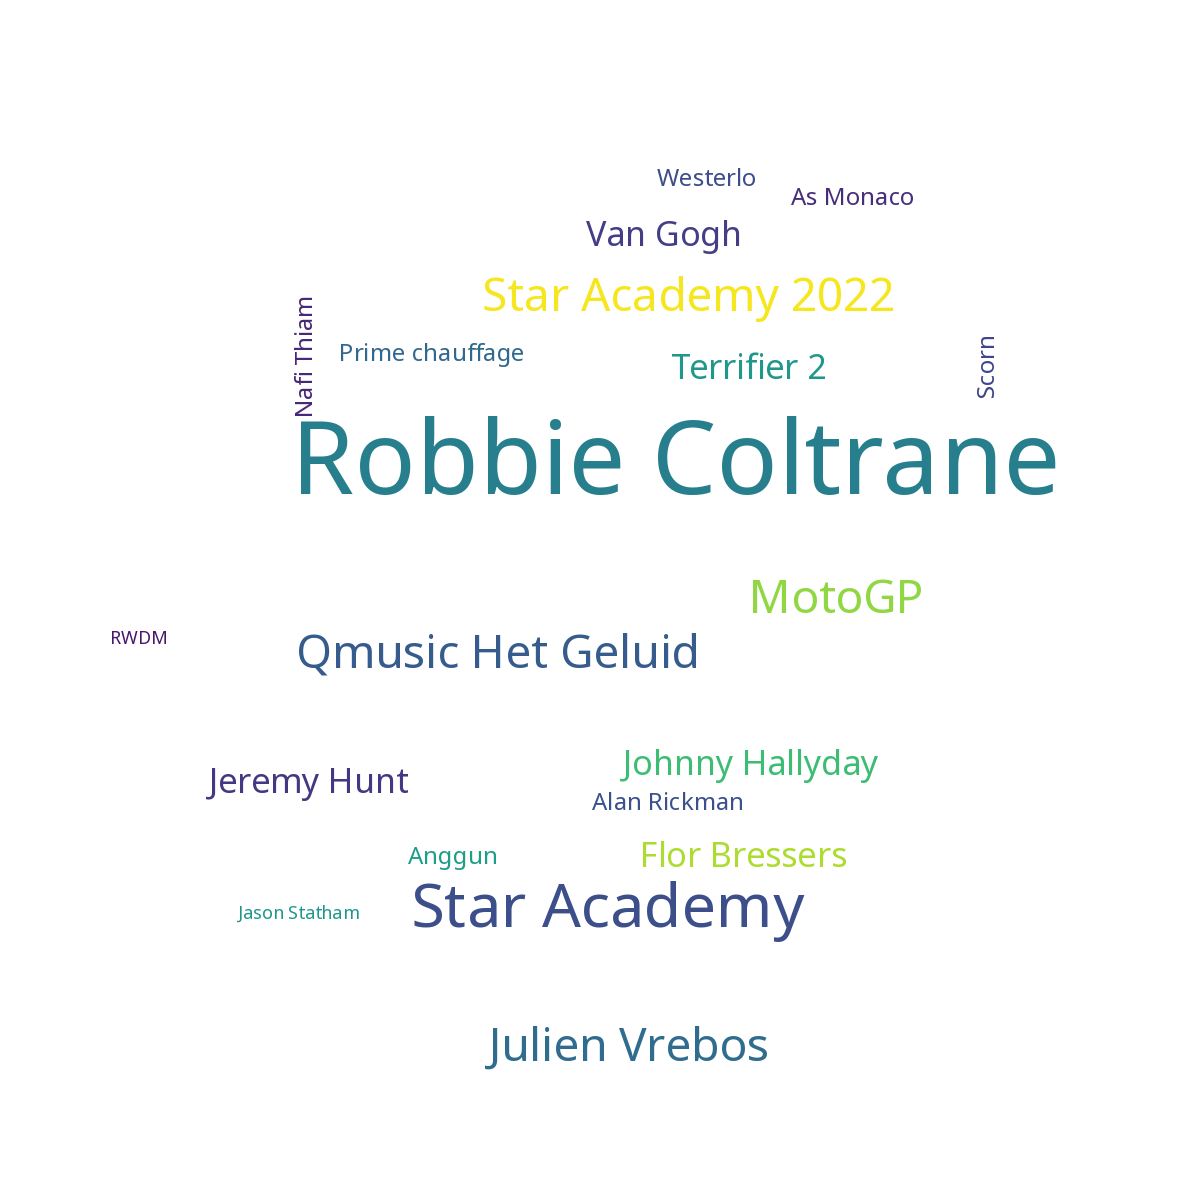 Westerlo
As Monaco
Van Gogh
Star Academy 2022
Nafi Thiam
Prime chauffage
Terrifier 2
Scorn
Robbie Coltrane
MotoGP
RWDM
Qmusic Het Geluid
Johnny Hallyday
Jeremy Hunt
Alan Rickman
Anggun
Flor Bressers
Star Academy
Jason Statham
Julien Vrebos